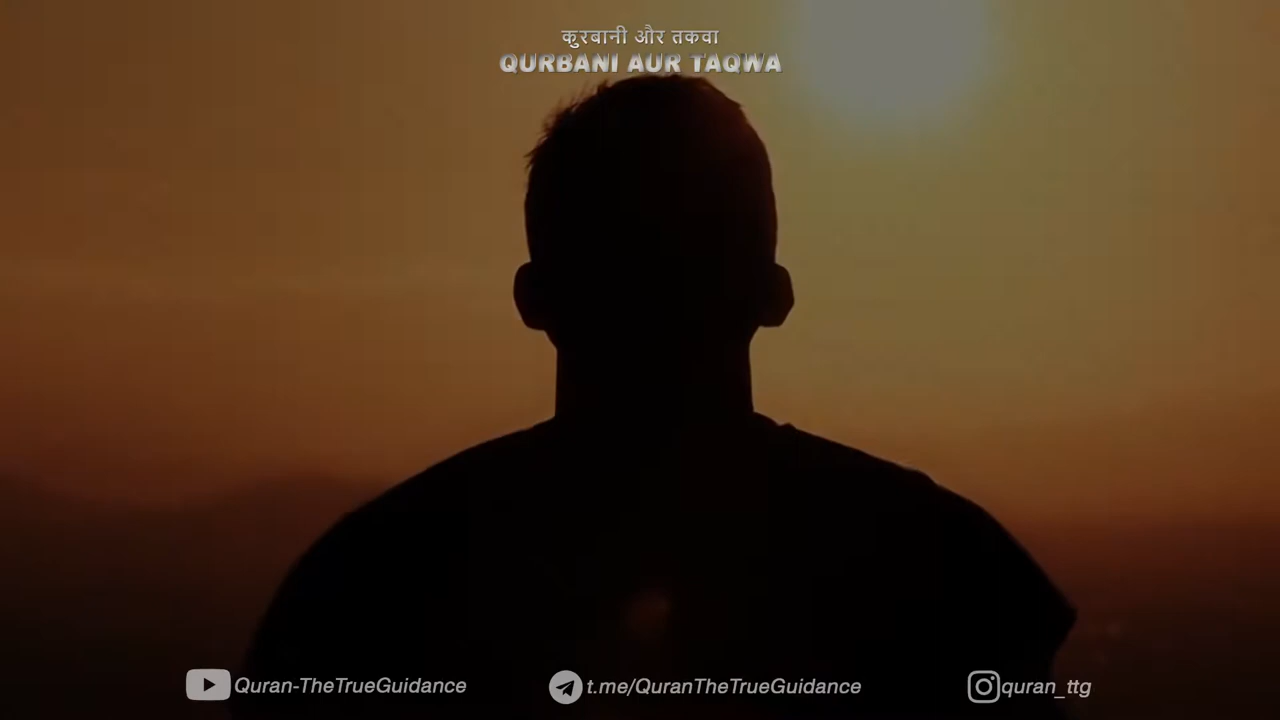 कुरबानी और तकवा
QURBANI AUR TAQWA
Quran-TheTrueGuidance
t.me/QuranTheTrueGuidance
quran_ttg